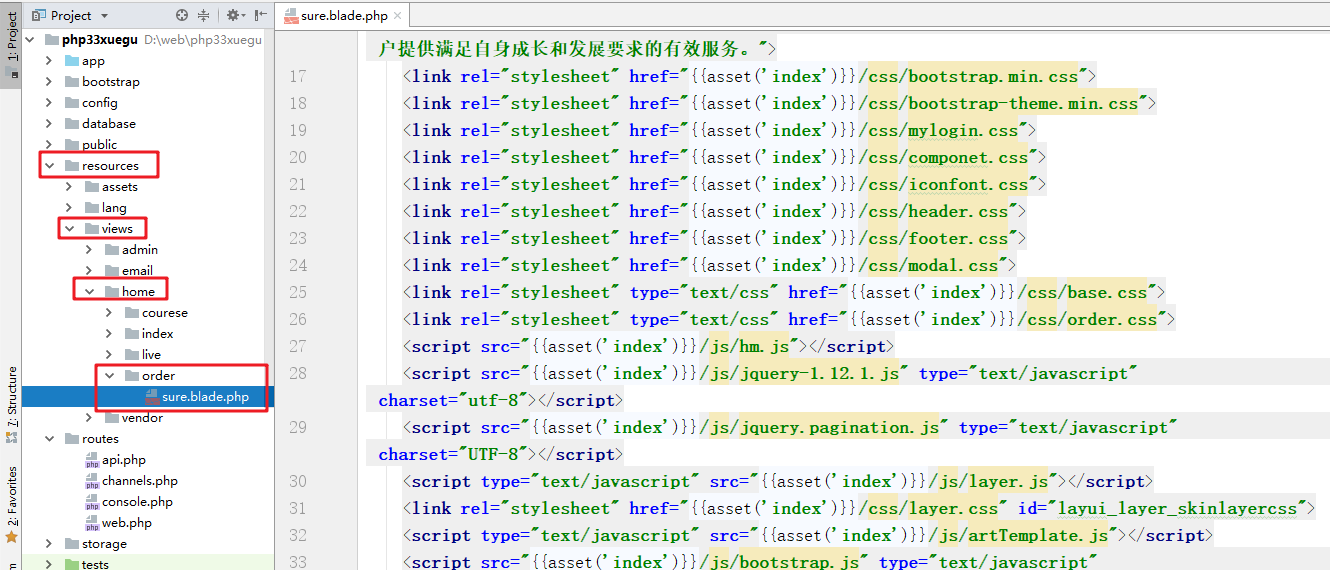 Project
sure.blade.php
1: Project
7: Structure
2: Favorites
php33xuegu D:\web\php33xuegu
app
bootstrap
config
database
public
resources
assets
lang
views
admin
email
home
courese
index
live
order
sure.blade.php
vendor
routes
api.php
channels.php
console.php
web.php
storage
tests
户提供满足自身成长和发展要求的有效服务。">
17 <link rel="stylesheet" href="{{asset('index')}}/css/bootstrap.min.css">
18 <link rel="stylesheet" href="{{asset('index')}}/css/bootstrap-theme.min.css">
19 <link rel="stylesheet" href="{{asset('index')}}/css/mylogin.css">
20 <link rel="stylesheet" href="{{asset('index')}}/css/componet.css">
21 <link rel="stylesheet" href="{{asset('index')}}/css/iconfont.css">
22 <link rel="stylesheet" href="{{asset('index')}}/css/header.css">
23 <link rel="stylesheet" href="{{asset('index')}}/css/footer.css">
24 <link rel="stylesheet" href="{{asset('index')}}/css/modal.css">
25 <link rel="stylesheet" type="text/css" href="{{asset('index')}}/css/base.css">
26 <link rel="stylesheet" type="text/css" href="{{asset('index')}}/css/order.css">
27 <script src="{{asset('index')}}/js/hm.js"></script>
28 <script src="{{asset('index')}}/js/jquery-1.12.1.js" type="text/javascript"
charset="utf-8"></script>
29 <script src="{{asset('index')}}/js/jquery.pagination.js" type="text/javascript"
charset="UTF-8"></script>
30 <script type="text/javascript" src="{{asset('index')}}/js/layer.js"></script>
31 <link rel="stylesheet" href="{{asset('index')}}/css/layer.css" id="layui_layer_skinlayercss">
32 <script type="text/javascript" src="{{asset('index')}}/js/artTemplate.js"></script>
33 <script src="{{asset('index')}}/js/bootstrap.js" type="text/javascript"